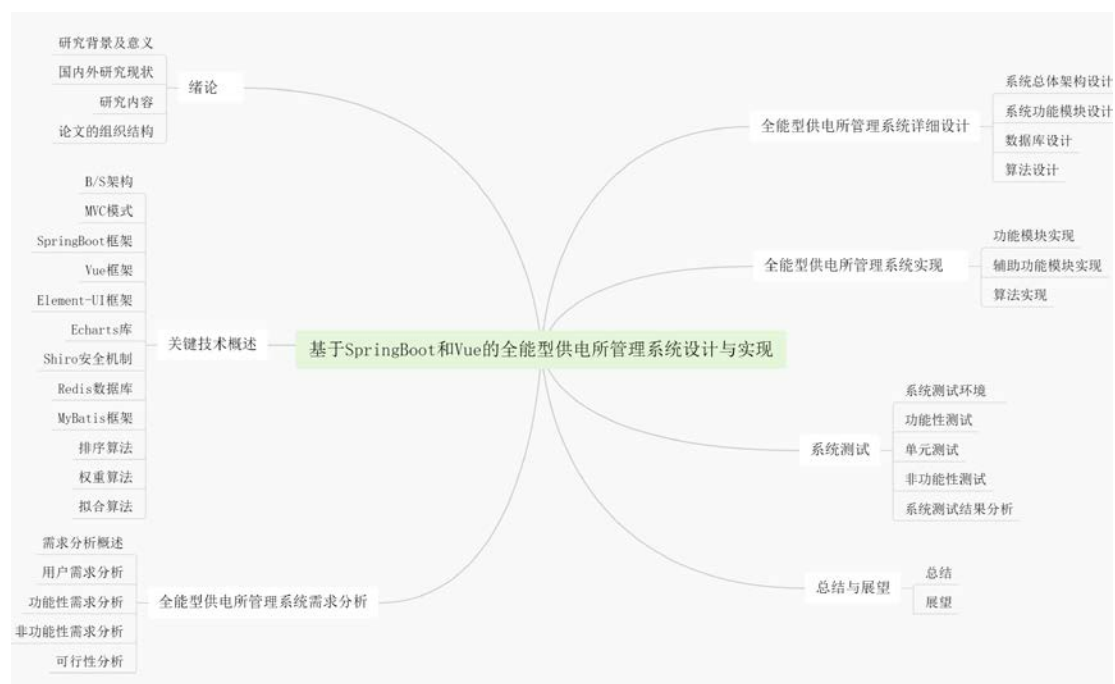 基于SpringBoot和Vue的全能型供电所管理系统设计与实现
绪论
研究背景及意义
国内外研究现状
研究内容
论文的组织结构
关键技术概述
B/S架构
MVC模式
SpringBoot框架
Vue框架
Element-UI框架
Echarts库
Shiro安全机制
Redis数据库
MyBatis框架
排序算法
权重算法
拟合算法
全能型供电所管理系统需求分析
需求分析概述
用户需求分析
功能性需求分析
非功能性需求分析
可行性分析
全能型供电所管理系统详细设计
系统总体架构设计
系统功能模块设计
数据库设计
算法设计
全能型供电所管理系统实现
功能模块实现
辅助功能模块实现
算法实现
系统测试
系统测试环境
功能性测试
单元测试
非功能性测试
系统测试结果分析
总结与展望
总结
展望